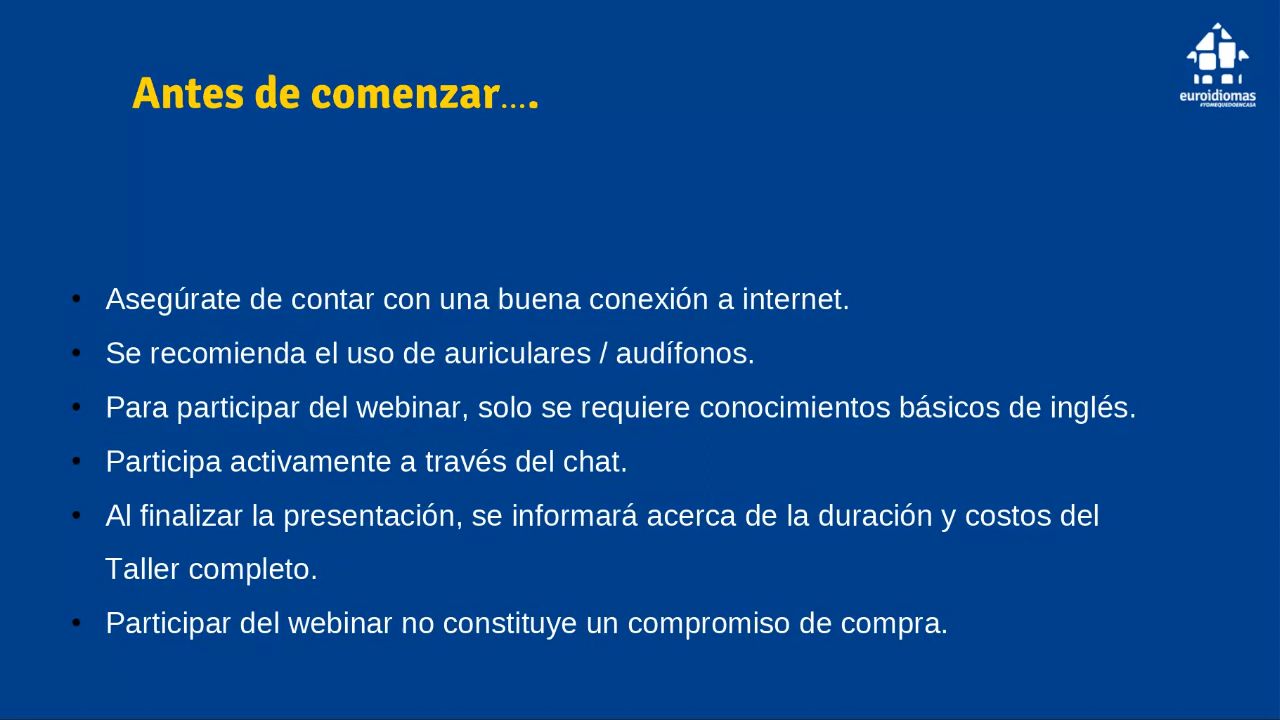 euroidiomas
#YOMEQUEDOENCASA
Antes de comenzar….
• Asegúrate de contar con una buena conexión a internet.
• Se recomienda el uso de auriculares / audífonos.
• Para participar del webinar, solo se requiere conocimientos básicos de inglés.
• Participa activamente a través del chat.
• Al finalizar la presentación, se informará acerca de la duración y costos del
Taller completo.
• Participar del webinar no constituye un compromiso de compra.